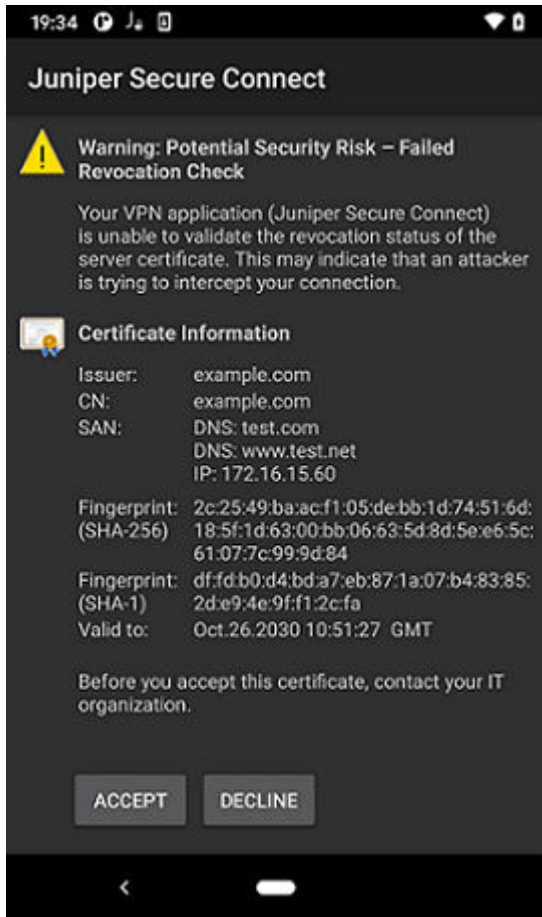 19:34
Juniper Secure Connect
Warning: Potential Security Risk – Failed
Revocation Check
Your VPN application (Juniper Secure Connect)
is unable to validate the revocation status of the
server certificate. This may indicate that an attacker
is trying to intercept your connection.
Certificate Information
Issuer: example.com
CN: example.com
SAN: DNS: test.com
DNS: www.test.net
IP: 172.16.15.60
Fingerprint: 2c:25:49:ba:ac:f1:05:de:bb:1d:74:51:6d:
(SHA-256) 18:5f:1d:63:00:bb:06:63:5d:8d:5e:e6:5c:
61:07:7c:99:9d:84
Fingerprint: df:fd:b0:d4:bd:a7:eb:87:1a:07:b4:83:85:
(SHA-1) 2d:e9:4e:9f:f1:2c:fa
Valid to: Oct.26.2030 10:51:27 GMT
Before you accept this certificate, contact your IT
organization.
ACCEPT DECLINE